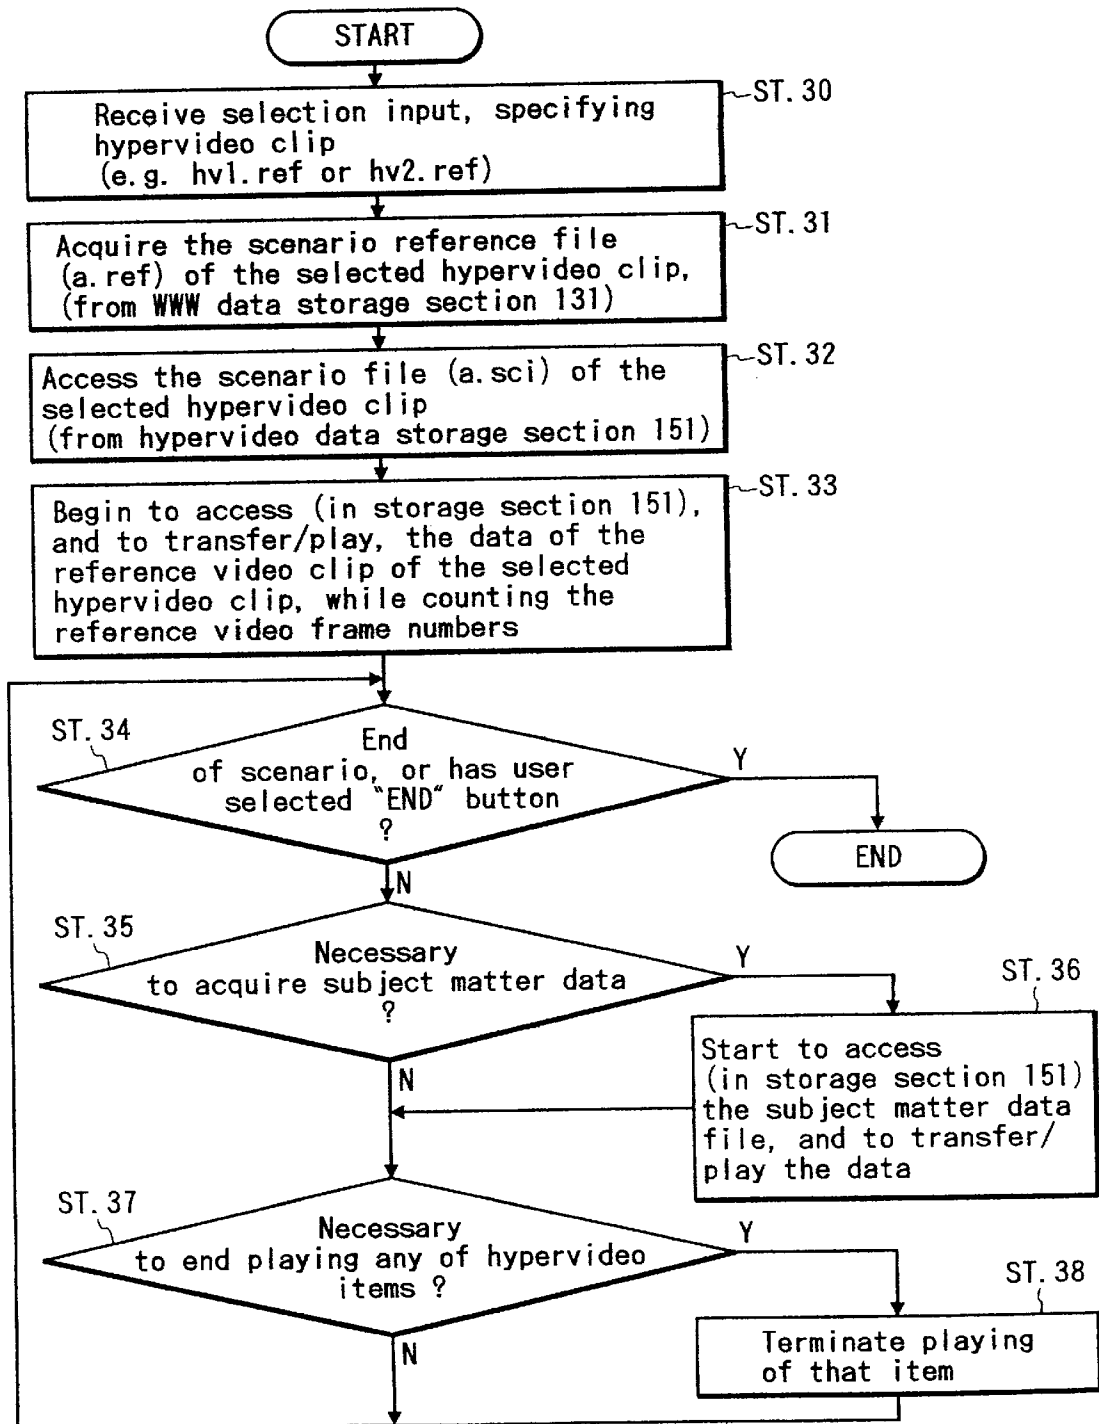 START
ST. 30
Receive selection input, specifying
hypervideo clip
(e.g. hv1.ref or hv2.ref)
ST. 31
Acquire the scenario reference file
(a.ref) of the selected hypervideo clip,
(from WWW data storage section 131)
ST. 32
Access the scenario file (a.sci) of the
selected hypervideo clip
(from hypervideo data storage section 151)
ST. 33
Begin to access (in storage section 151),
and to transfer/play, the data of the
reference video clip of the selected
hypervideo clip, while counting the
reference video frame numbers
ST. 34
End
of scenario, or has user
selected "END" button
?
Y
END
N
ST. 35
Necessary
to acquire subject matter data
?
Y
ST. 36
Start to access
(in storage section 151)
the subject matter data
file, and to transfer/
play the data
N
ST. 37
Necessary
to end playing any of hypervideo
items ?
Y
ST. 38
Terminate playing
of that item
N